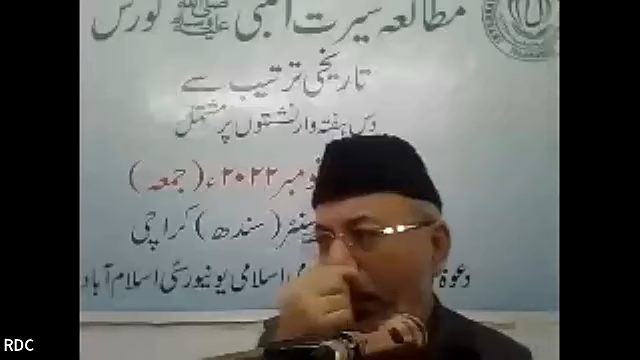 مطالعہ سیرت النبی ﷺ کورس
تاریخی ترتیب سے
دس ہفتہ وار نشستوں پر مشتمل
نومبر ۲۰۲۲ء (جمعہ)
سنٹر (سندھ) کراچی
دعوۃ اسلامی یونیورسٹی اسلام آباد
RDC